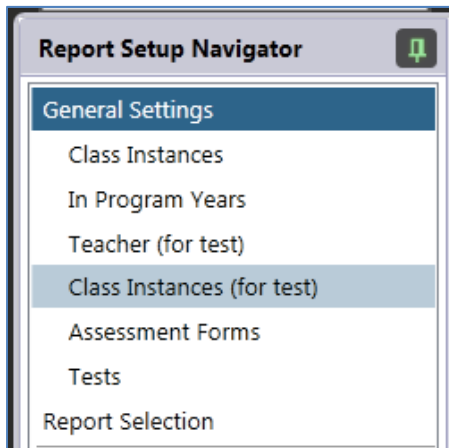 Report Setup Navigator
General Settings
Class Instances
In Program Years
Teacher (for test)
Class Instances (for test)
Assessment Forms
Tests
Report Selection